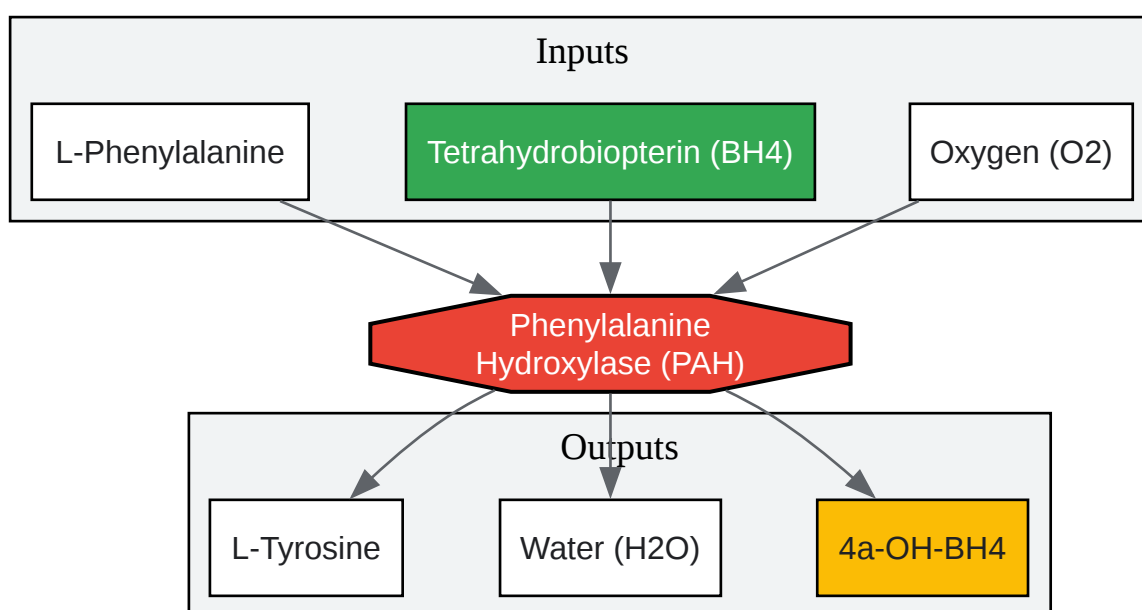 Inputs
L-Phenylalanine
Tetrahydrobiopterin (BH4)
Oxygen (O2)
Phenylalanine
Hydroxylase (PAH)
Outputs
L-Tyrosine
Water (H2O)
4a-OH-BH4